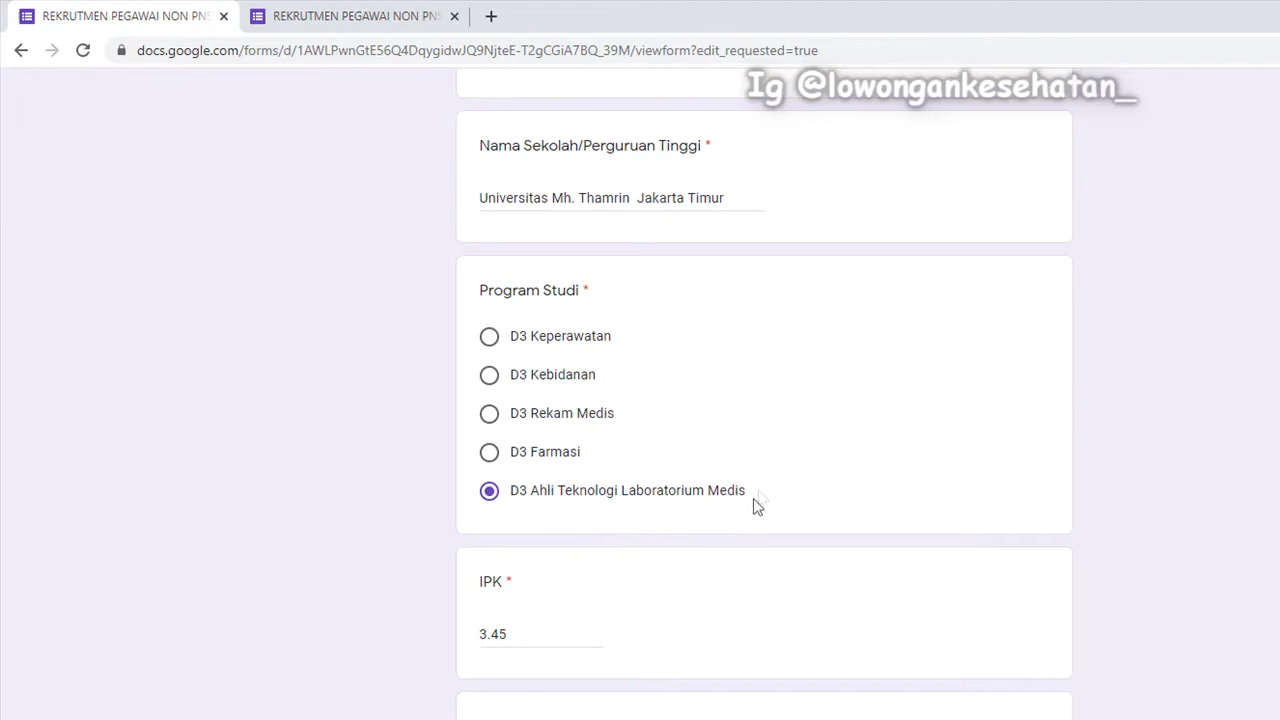 REKRUTMEN PEGAWAI NON PNS
REKRUTMEN PEGAWAI NON PNS
docs.google.com/forms/d/1AWLPwnGtE56Q4DqygidwJQ9NjteE-T2gCGiA7BQ_39M/viewform?edit_requested=true
Ig @lowongankesehatan_
Nama Sekolah/Perguruan Tinggi *
Universitas Mh. Thamrin  Jakarta Timur
Program Studi *
D3 Keperawatan
D3 Kebidanan
D3 Rekam Medis
D3 Farmasi
D3 Ahli Teknologi Laboratorium Medis
IPK *
3.45